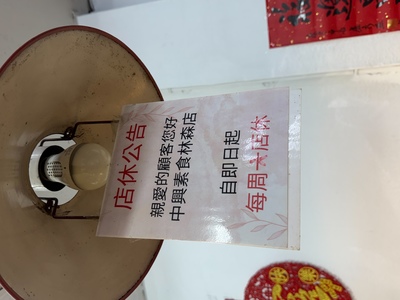 店休公告
親愛的顧客您好
中興素食林森店
自即日起
每周 店休